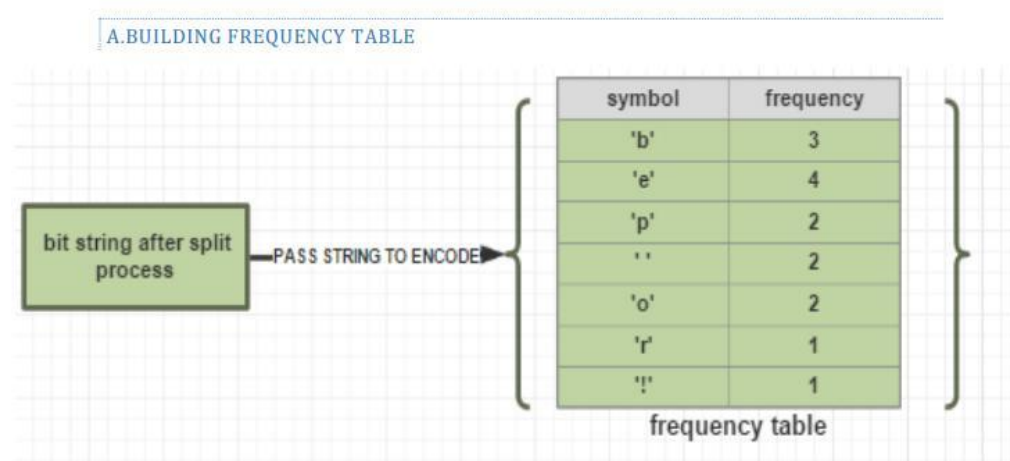 A.BUILDING FREQUENCY TABLE
symbol frequency
'b' 3
'e' 4
'p' 2
' ' 2
'o' 2
'r' 1
'!' 1
bit string after split
process
PASS STRING TO ENCODE
frequency table